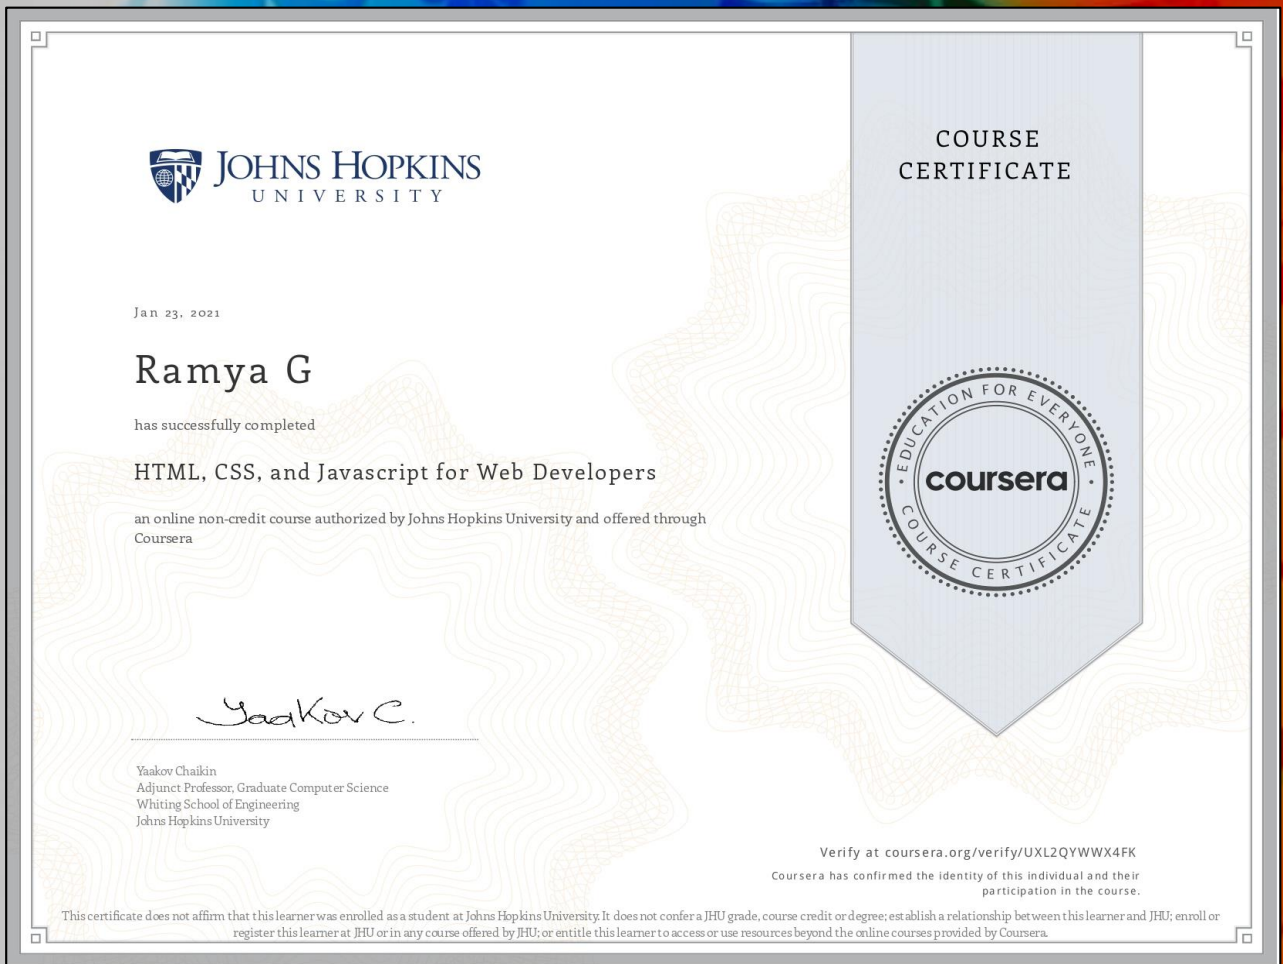 JOHNS HOPKINS
UNIVERSITY
COURSE
CERTIFICATE
Jan 23, 2021
Ramya G
has successfully completed
HTML, CSS, and Javascript for Web Developers
an online non-credit course authorized by Johns Hopkins University and offered through
Coursera
EDUCATION FOR EVERYONE
coursera
COURSE CERTIFICATE
Yaakov C.
Yaakov Chaikin
Adjunct Professor, Graduate Computer Science
Whiting School of Engineering
Johns Hopkins University
Verify at coursera.org/verify/UXL2QYWWX4FK
Coursera has confirmed the identity of this individual and their
participation in the course.
This certificate does not affirm that this learner was enrolled as a student at Johns Hopkins University. It does not confer a JHU grade, course credit or degree; establish a relationship between this learner and JHU; enroll or
register this learner at JHU or in any course offered by JHU; or entitle this learner to access or use resources beyond the online courses provided by Coursera.